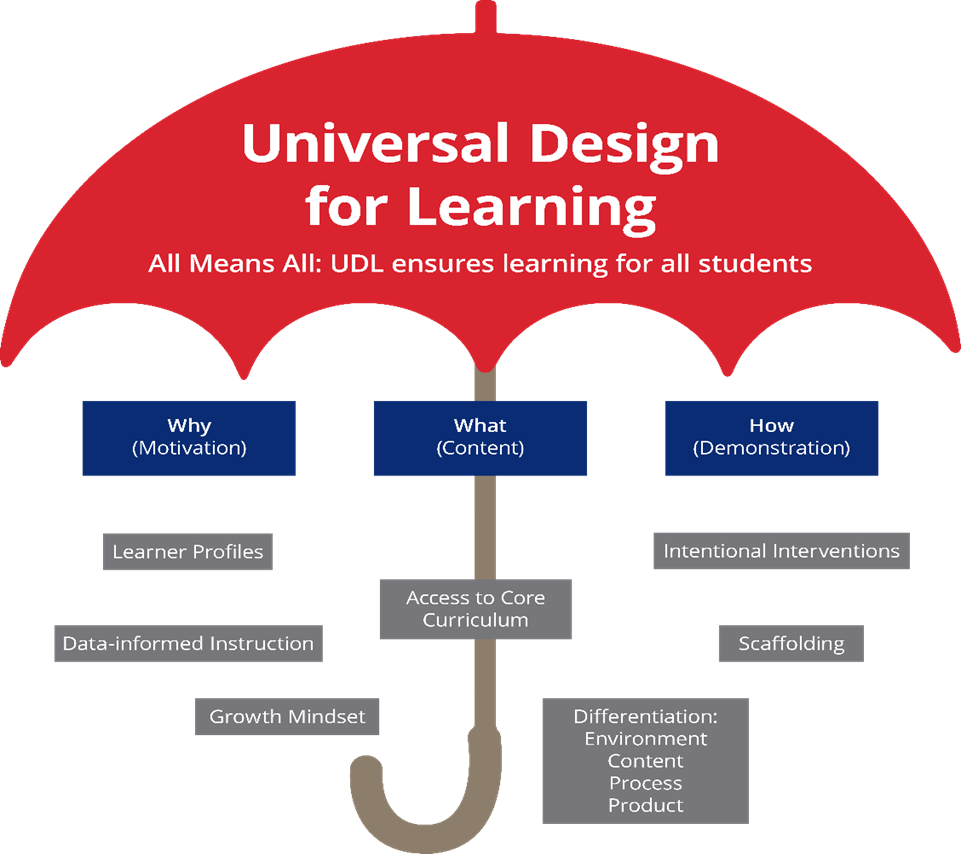 Universal Design
for Learning
All Means All: UDL ensures learning for all students
Why
(Motivation)
What
(Content)
How
(Demonstration)
Learner Profiles
Intentional Interventions
Access to Core
Curriculum
Data-informed Instruction
Scaffolding
Growth Mindset
Differentiation:
Environment
Content
Process
Product